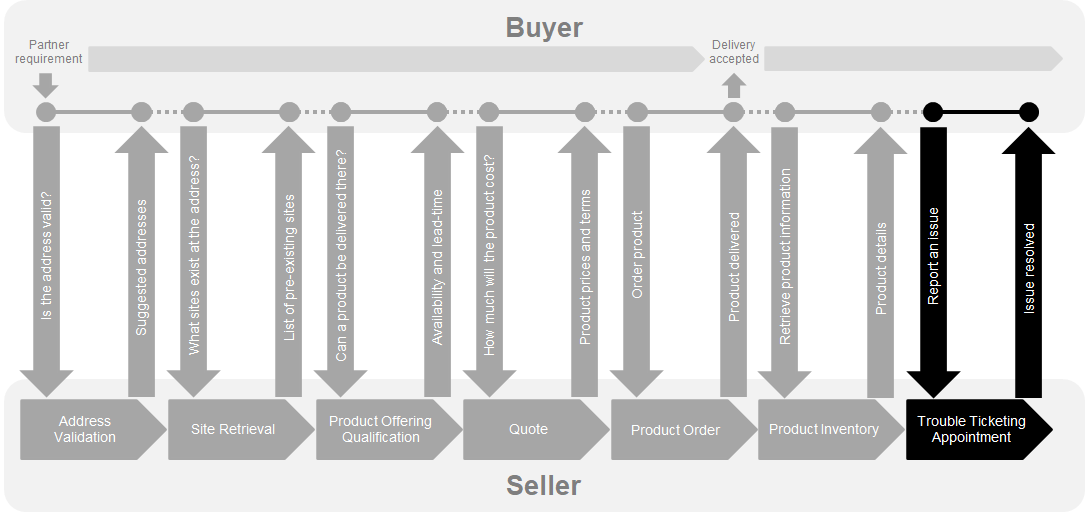 Buyer
Partner
requirement
Delivery
accepted
Is the address valid?
Suggested addresses
What sites exist at the address?
List of pre-existing sites
Can a product be delivered there?
Availability and lead-time
How much will the product cost?
Product prices and terms
Order product
Product delivered
Retrieve product information
Product details
Report an issue
Issue resolved
Address
Validation
Site Retrieval
Product Offering
Qualification
Quote
Product Order
Product Inventory
Trouble Ticketing
Appointment
Seller